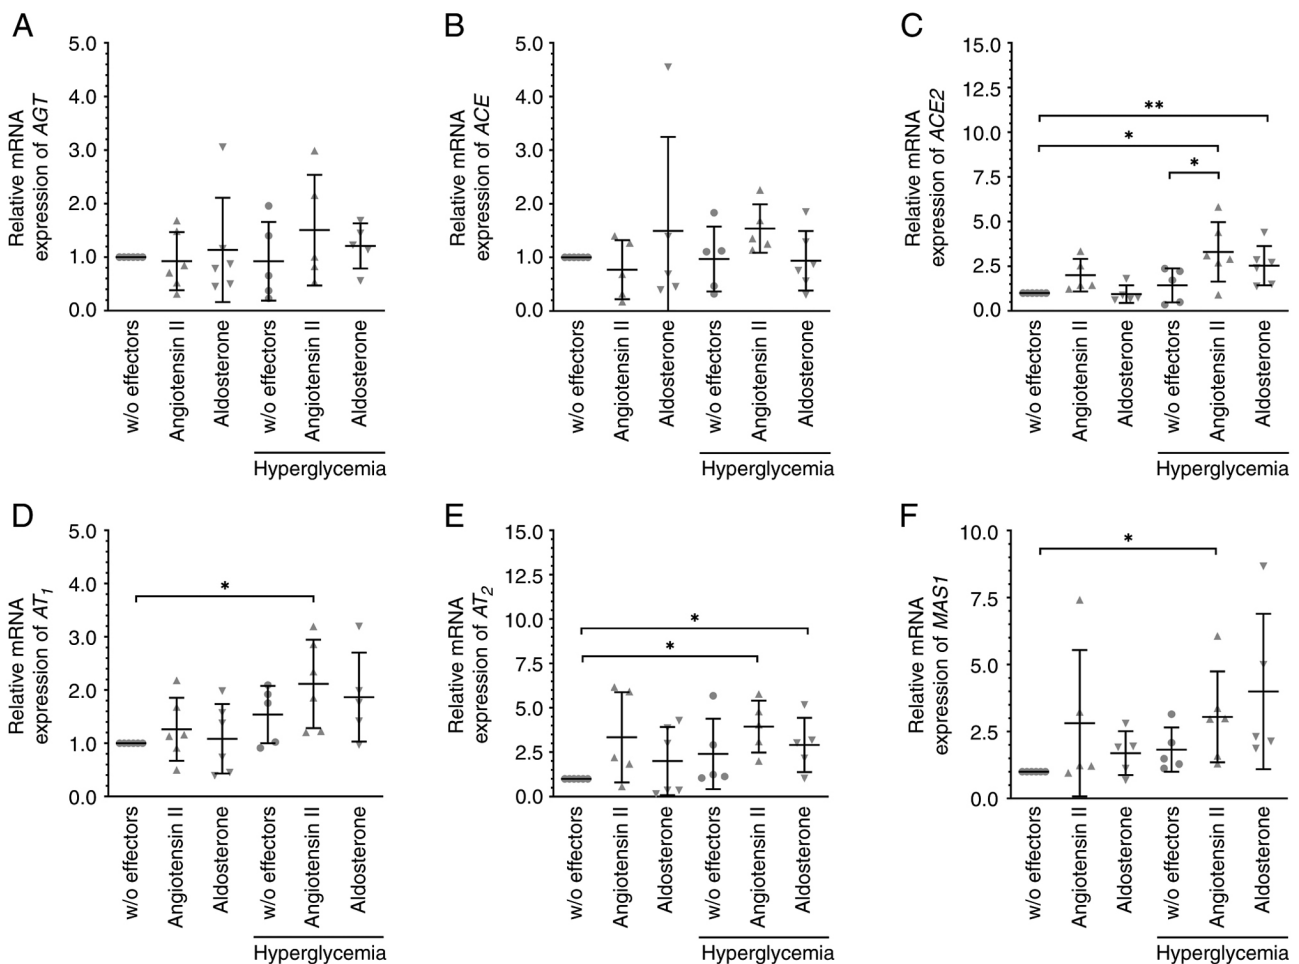 A
Relative mRNA
expression of AGT
5.0
4.0
3.0
2.0
1.0
0.0
w/o effectors
Angiotensin II
Aldosterone
w/o effectors
Angiotensin II
Aldosterone
Hyperglycemia
B
Relative mRNA
expression of ACE
5.0
4.0
3.0
2.0
1.0
0.0
w/o effectors
Angiotensin II
Aldosterone
w/o effectors
Angiotensin II
Aldosterone
Hyperglycemia
C
Relative mRNA
expression of ACE2
15.0
12.5
10.0
7.5
5.0
2.5
0.0
**
*
*
w/o effectors
Angiotensin II
Aldosterone
w/o effectors
Angiotensin II
Aldosterone
Hyperglycemia
D
Relative mRNA
expression of AT1
5.0
4.0
3.0
2.0
1.0
0.0
*
w/o effectors
Angiotensin II
Aldosterone
w/o effectors
Angiotensin II
Aldosterone
Hyperglycemia
E
Relative mRNA
expression of AT2
15.0
12.5
10.0
7.5
5.0
2.5
0.0
*
*
w/o effectors
Angiotensin II
Aldosterone
w/o effectors
Angiotensin II
Aldosterone
Hyperglycemia
F
Relative mRNA
expression of MAS1
10.0
7.5
5.0
2.5
0.0
*
w/o effectors
Angiotensin II
Aldosterone
w/o effectors
Angiotensin II
Aldosterone
Hyperglycemia